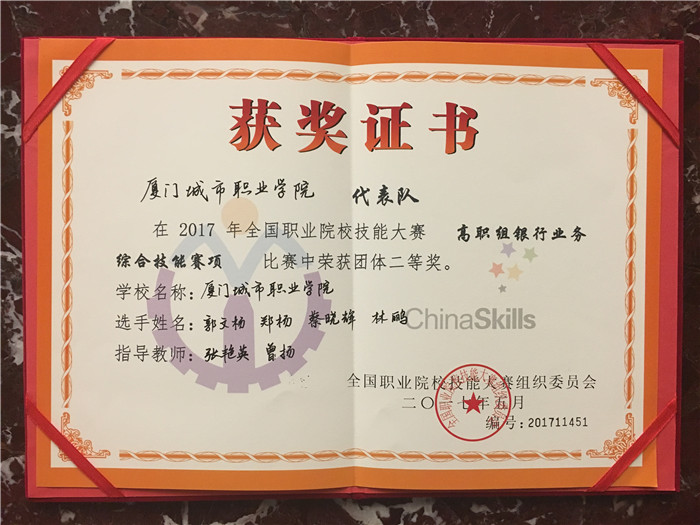 获奖证书
厦门城市职业学院 代表队
在 2017 年全国职业院校技能大赛 高职组银行业务
综合技能赛项 比赛中荣获团体二等奖。
学校名称：厦门城市职业学院
选手姓名：郭文杨 郑杨 蔡晓辉 林鸥
ChinaSkills
指导教师：张艳英 曾扬
全国职业院校技能大赛组织委员会
二〇一七年五月
编号：201711451